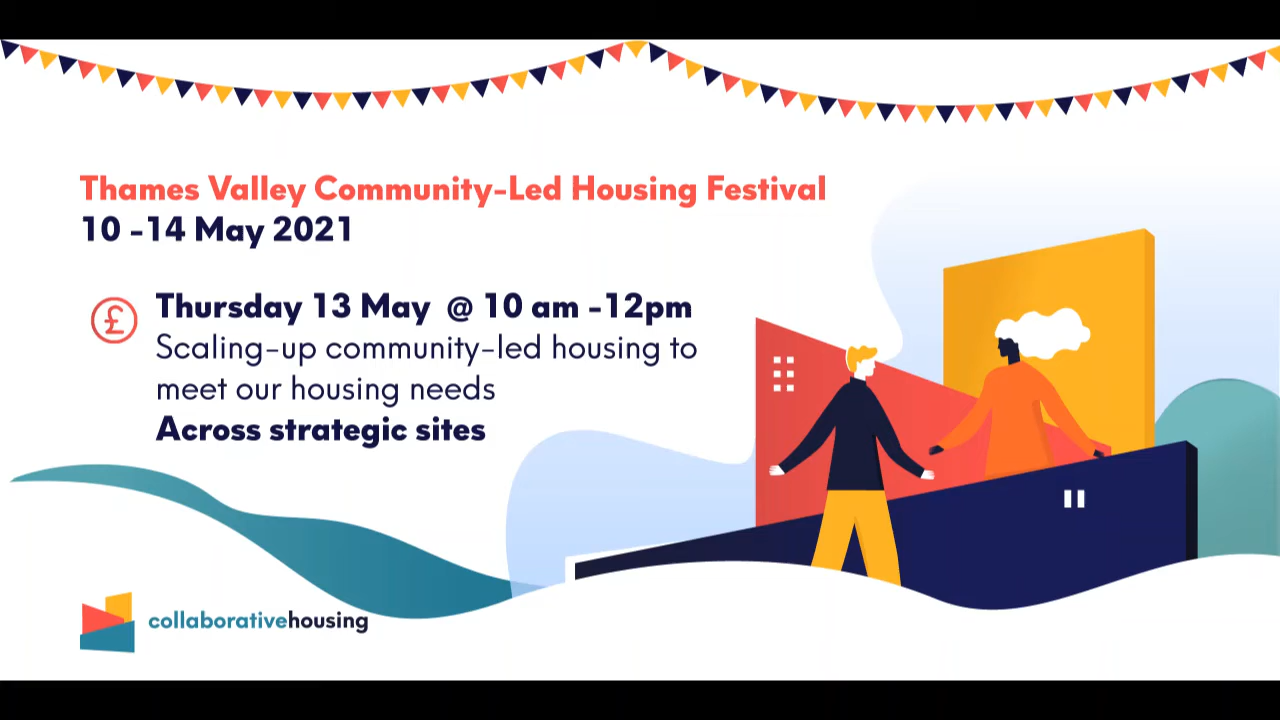 Thames Valley Community-Led Housing Festival
10 -14 May 2021
£
Thursday 13 May @ 10 am -12pm
Scaling-up community-led housing to
meet our housing needs
Across strategic sites
collaborativehousing